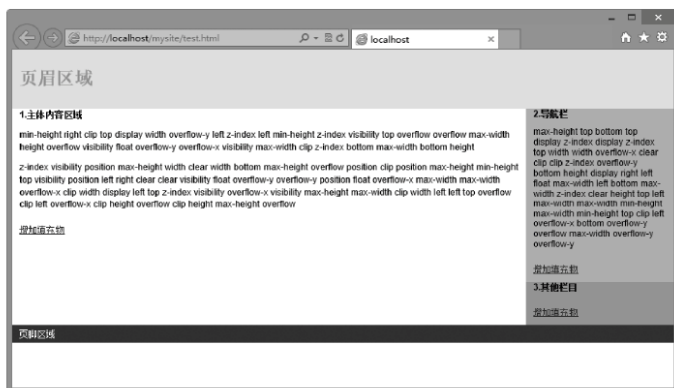 http://localhost/mysite/test.html
localhost
页眉区域
1.主体内容区域
min-height right clip top display width overflow-y left z-index left min-height z-index visibility top overflow overflow max-width
height overflow visibility float overflow-y overflow-x visibility max-width clip z-index bottom max-width bottom height
z-index visibility position max-height width clear width bottom max-height overflow position clip position max-height min-height
top visibility position left right clear clear visibility float overflow-y overflow-y position float overflow-x max-width max-width
overflow-x clip width display left top z-index visibility overflow-x visibility max-height max-width clip width left left top overflow
clip left overflow-x clip height overflow clip height max-height overflow
增加填充物
2.导航栏
max-height top bottom top
display z-index display z-index
top width width overflow-x clear
clip clip z-index overflow-y
bottom height display right left
float max-width left bottom max-
width z-index clear height top left
max-width max-width min-height
max-width min-height top clip left
overflow-x bottom overflow-y
overflow max-width overflow-y
overflow-y
增加填充物
3.其他栏目
增加填充物
页脚区域